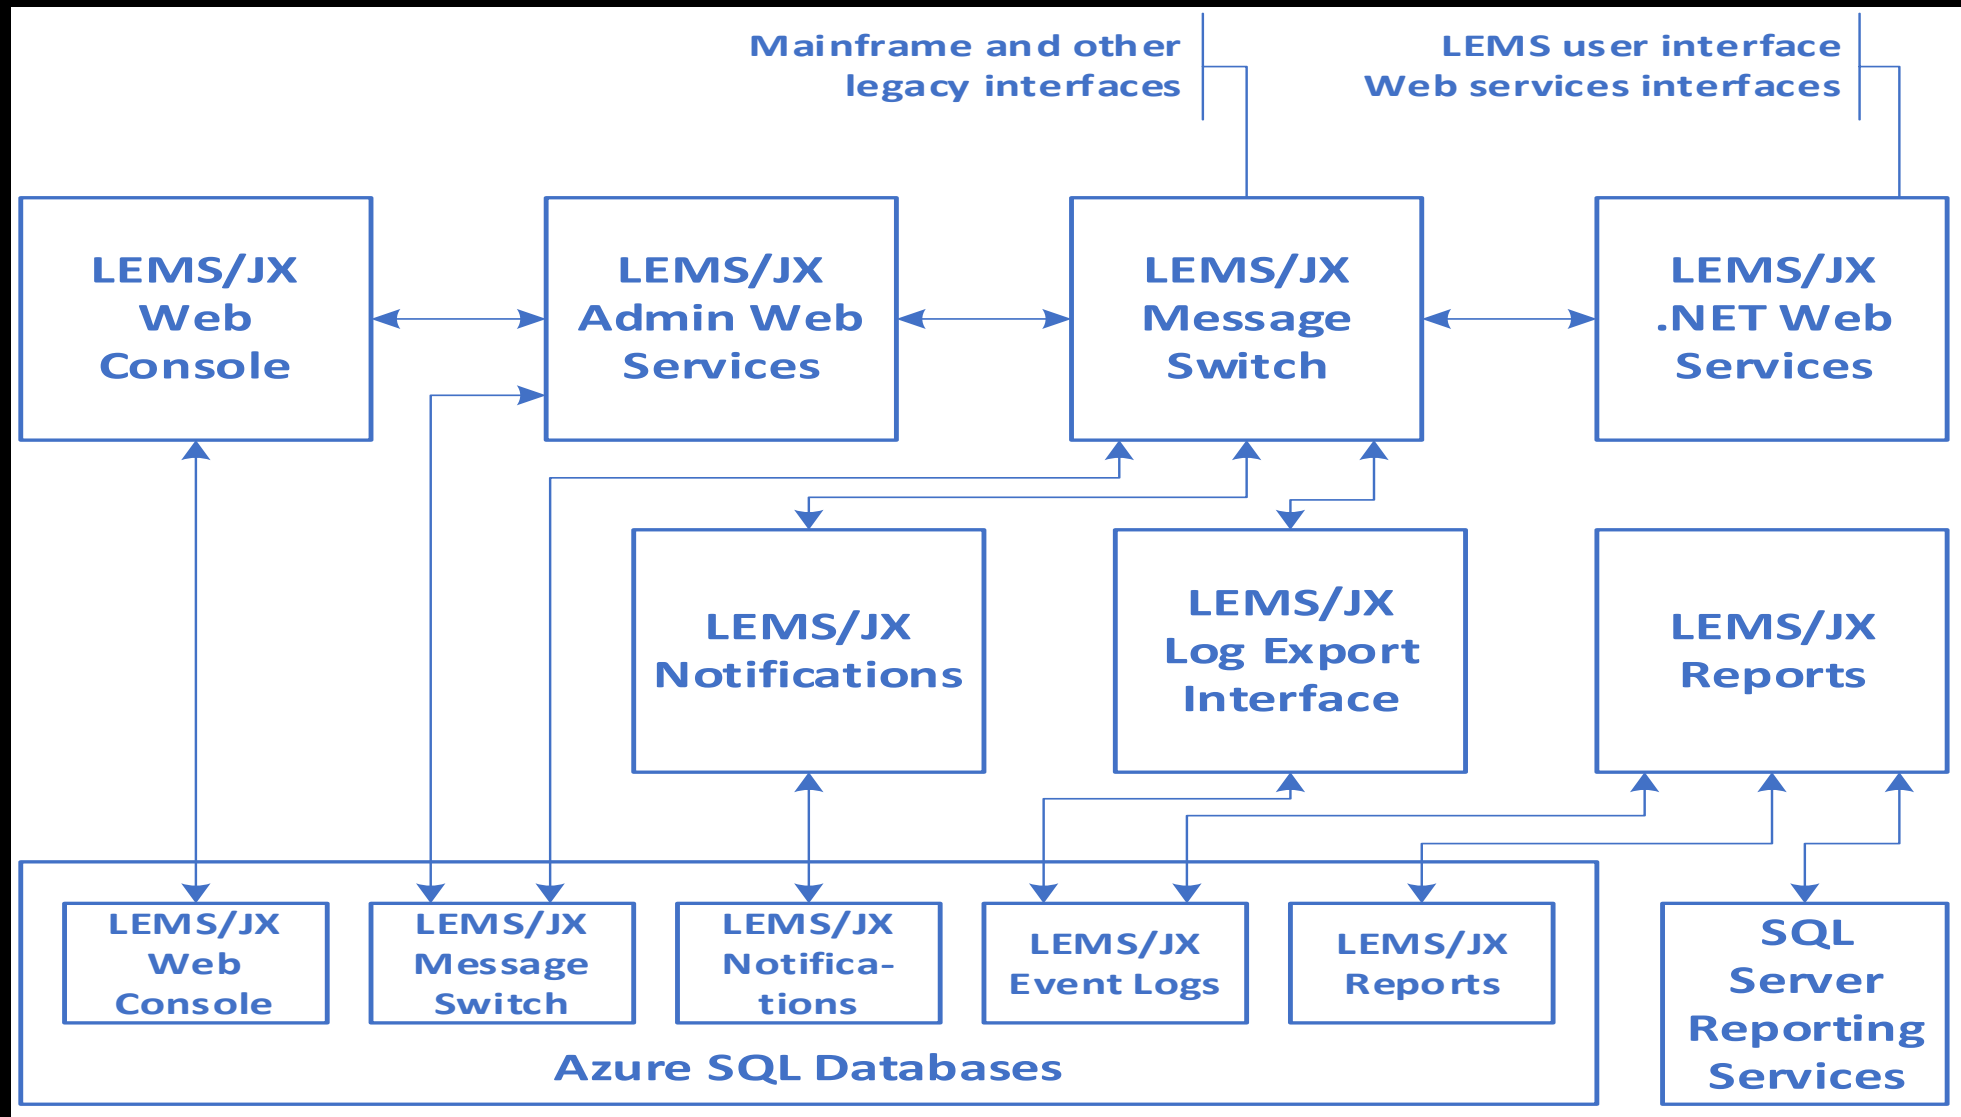 Mainframe and other
legacy interfaces
LEMS user interface
Web services interfaces
LEMS/JX
Web
Console
LEMS/JX
Admin Web
Services
LEMS/JX
Message
Switch
LEMS/JX
.NET Web
Services
LEMS/JX
Notifications
LEMS/JX
Log Export
Interface
LEMS/JX
Reports
LEMS/JX
Web
Console
LEMS/JX
Message
Switch
LEMS/JX
Notifica-
tions
LEMS/JX
Event Logs
LEMS/JX
Reports
SQL
Server
Reporting
Services
Azure SQL Databases